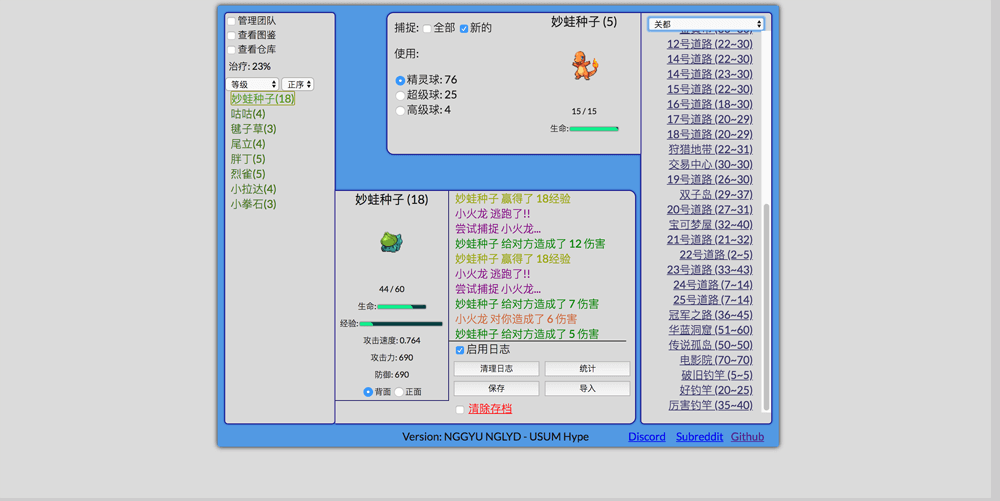 管理团队
查看图鉴
查看仓库
治疗: 23%
等级 正序
妙蛙种子(18)
咕咕(4)
毽子草(3)
尾立(4)
胖丁(5)
烈雀(5)
小拉达(4)
小拳石(3)
捕捉: 全部 新的
使用:
精灵球: 76
超级球: 25
高级球: 4
妙蛙种子 (5)
15 / 15
生命:
妙蛙种子 (18)
44 / 60
生命:
经验:
攻击速度: 0.764
攻击力: 690
防御: 690
背面 正面
妙蛙种子 赢得了 18经验
小火龙 逃跑了!!
尝试捕捉 小火龙...
妙蛙种子 给对方造成了 12 伤害
妙蛙种子 赢得了 18经验
小火龙 逃跑了!!
尝试捕捉 小火龙...
妙蛙种子 给对方造成了 7 伤害
小火龙 对你造成了 6 伤害
妙蛙种子 给对方造成了 5 伤害
启用日志
清理日志 统计
保存 导入
清除存档
关都
12号道路 (22~30)
14号道路 (22~30)
14号道路 (23~30)
15号道路 (22~30)
16号道路 (18~30)
17号道路 (20~29)
18号道路 (20~29)
狩猎地带 (22~31)
交易中心 (30~30)
19号道路 (26~30)
双子岛 (29~37)
20号道路 (27~31)
宝可梦屋 (32~40)
21号道路 (21~32)
22号道路 (2~5)
23号道路 (33~43)
24号道路 (7~14)
25号道路 (7~14)
冠军之路 (36~45)
华蓝洞窟 (51~60)
传说孤岛 (50~50)
电影院 (70~70)
破旧钓竿 (5~5)
好钓竿 (20~25)
厉害钓竿 (35~40)
Version: NGGYU NGLYD - USUM Hype
Discord Subreddit Github